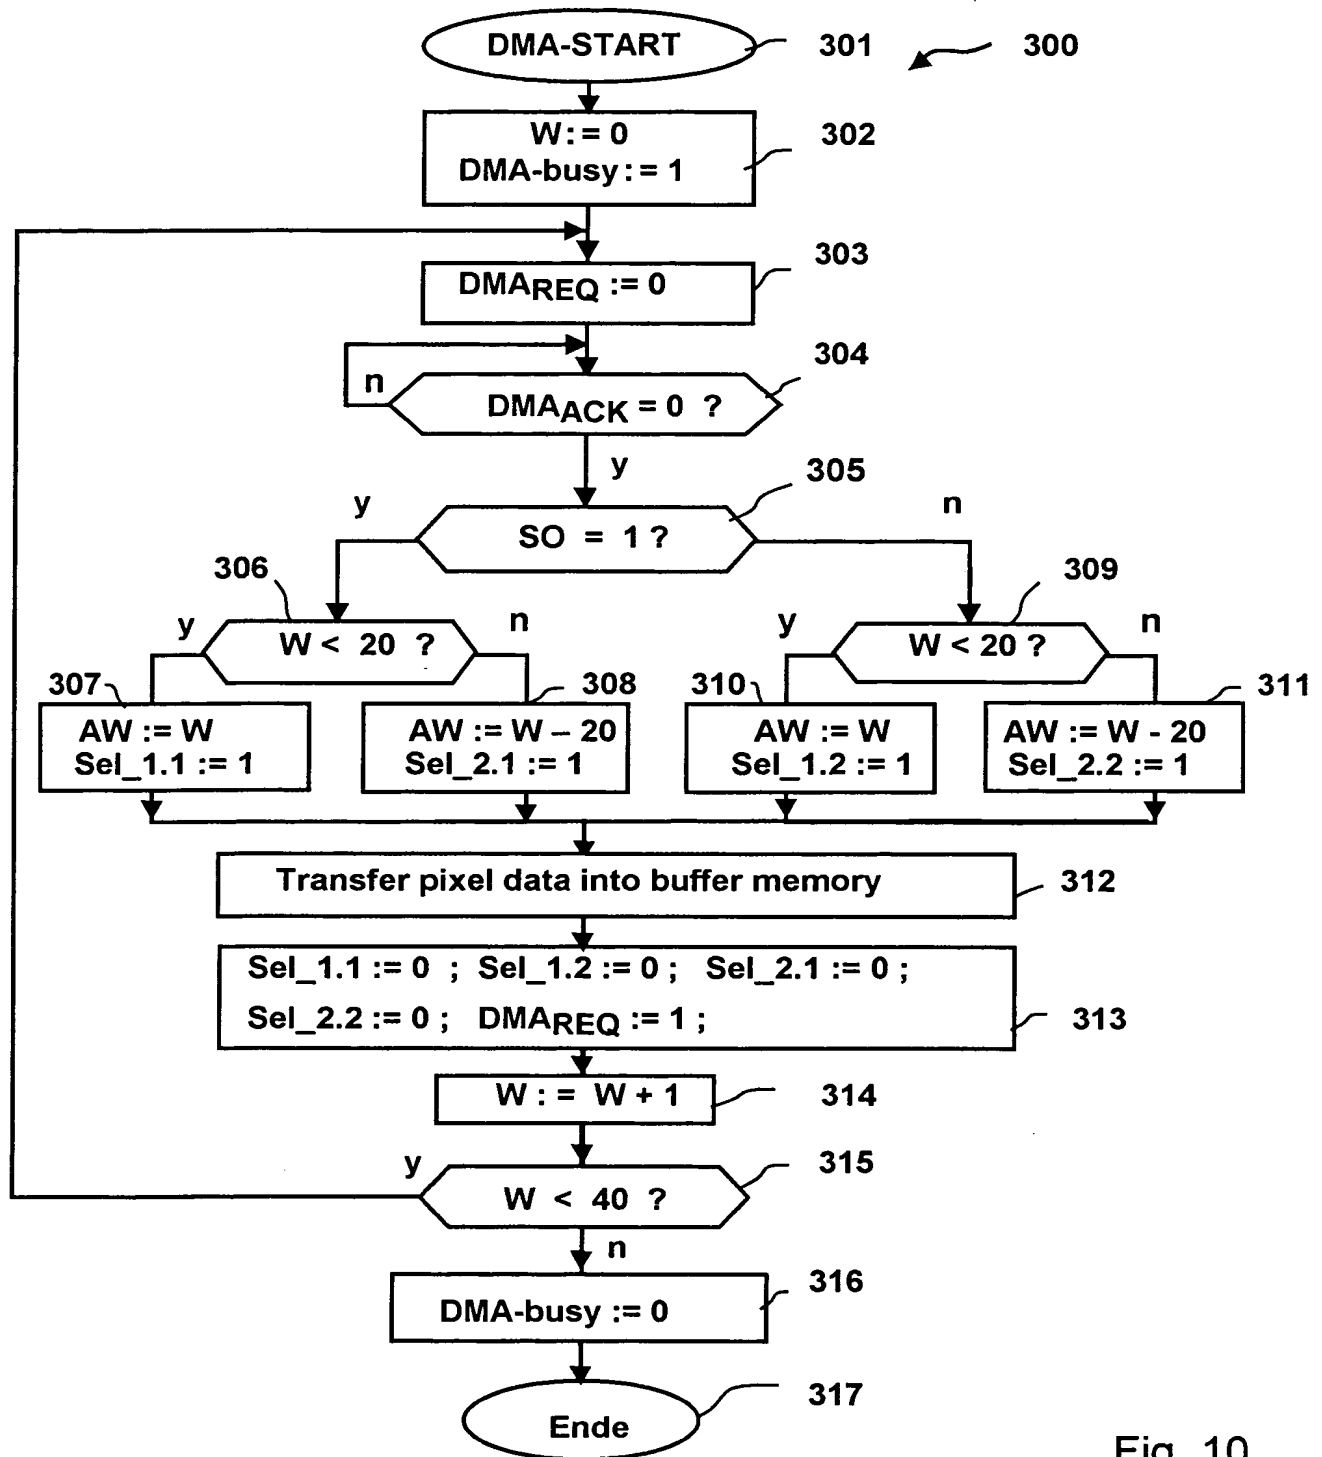 DMA-START
301
300
W: = 0
DMA-busy : = 1
302
DMAREQ := 0
303
n
DMAACK = 0 ?
304
y
y
SO = 1 ?
305
n
306
y
W < 20 ?
n
309
y
W < 20 ?
n
307
AW := W
Sel_1.1 := 1
308
AW := W – 20
Sel_2.1 := 1
310
AW := W
Sel_1.2 := 1
311
AW := W - 20
Sel_2.2 := 1
Transfer pixel data into buffer memory
312
Sel_1.1 := 0 ; Sel_1.2 := 0 ; Sel_2.1 := 0 ;
Sel_2.2 := 0 ; DMAREQ := 1 ;
313
W : = W + 1
314
y
W < 40 ?
315
n
DMA-busy := 0
316
Ende
317
Fig. 10